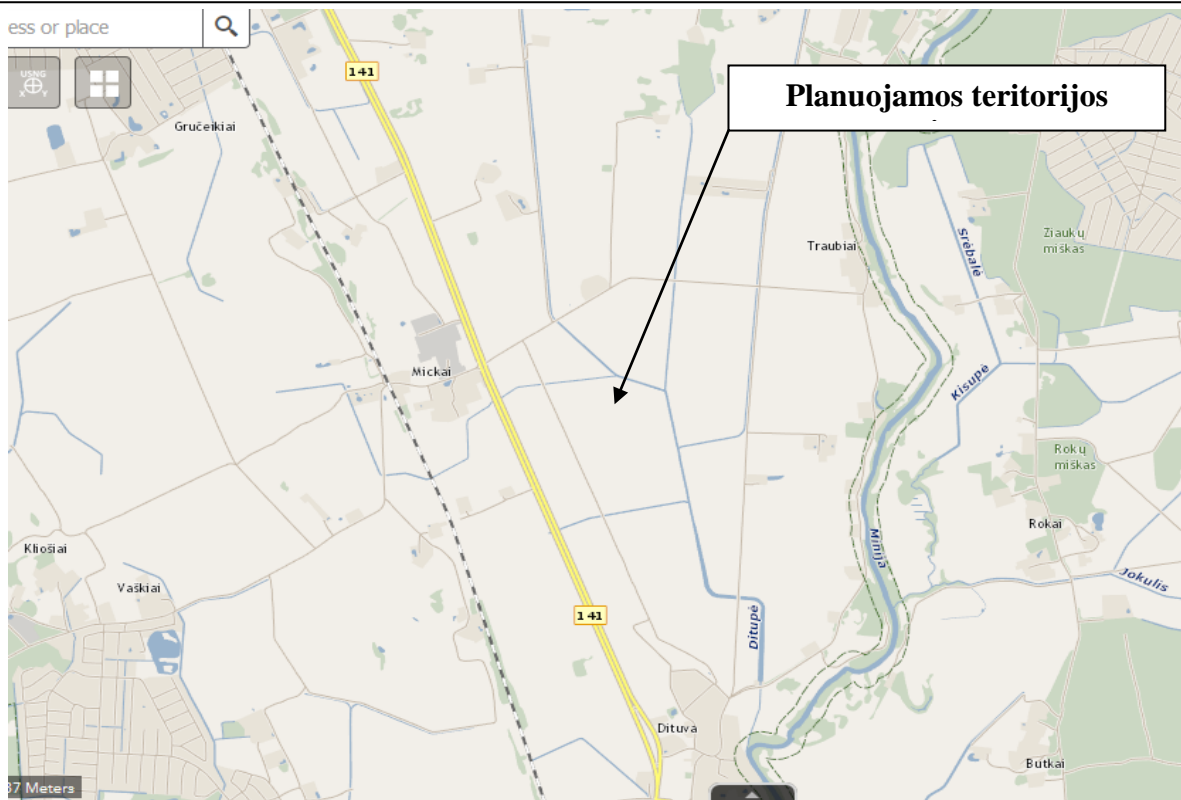 ess or place
USNG
X Y
141
Planuojamos teritorijos
Gručeikiai
Traubiai
Srėbalė
Ziaukų
miškas
Mickai
Kisupė
Rokų
miškas
Rokai
Minija
Kliošiai
Vaškiai
Jokulis
141
Ditupė
Dituva
Butkai
37 Meters